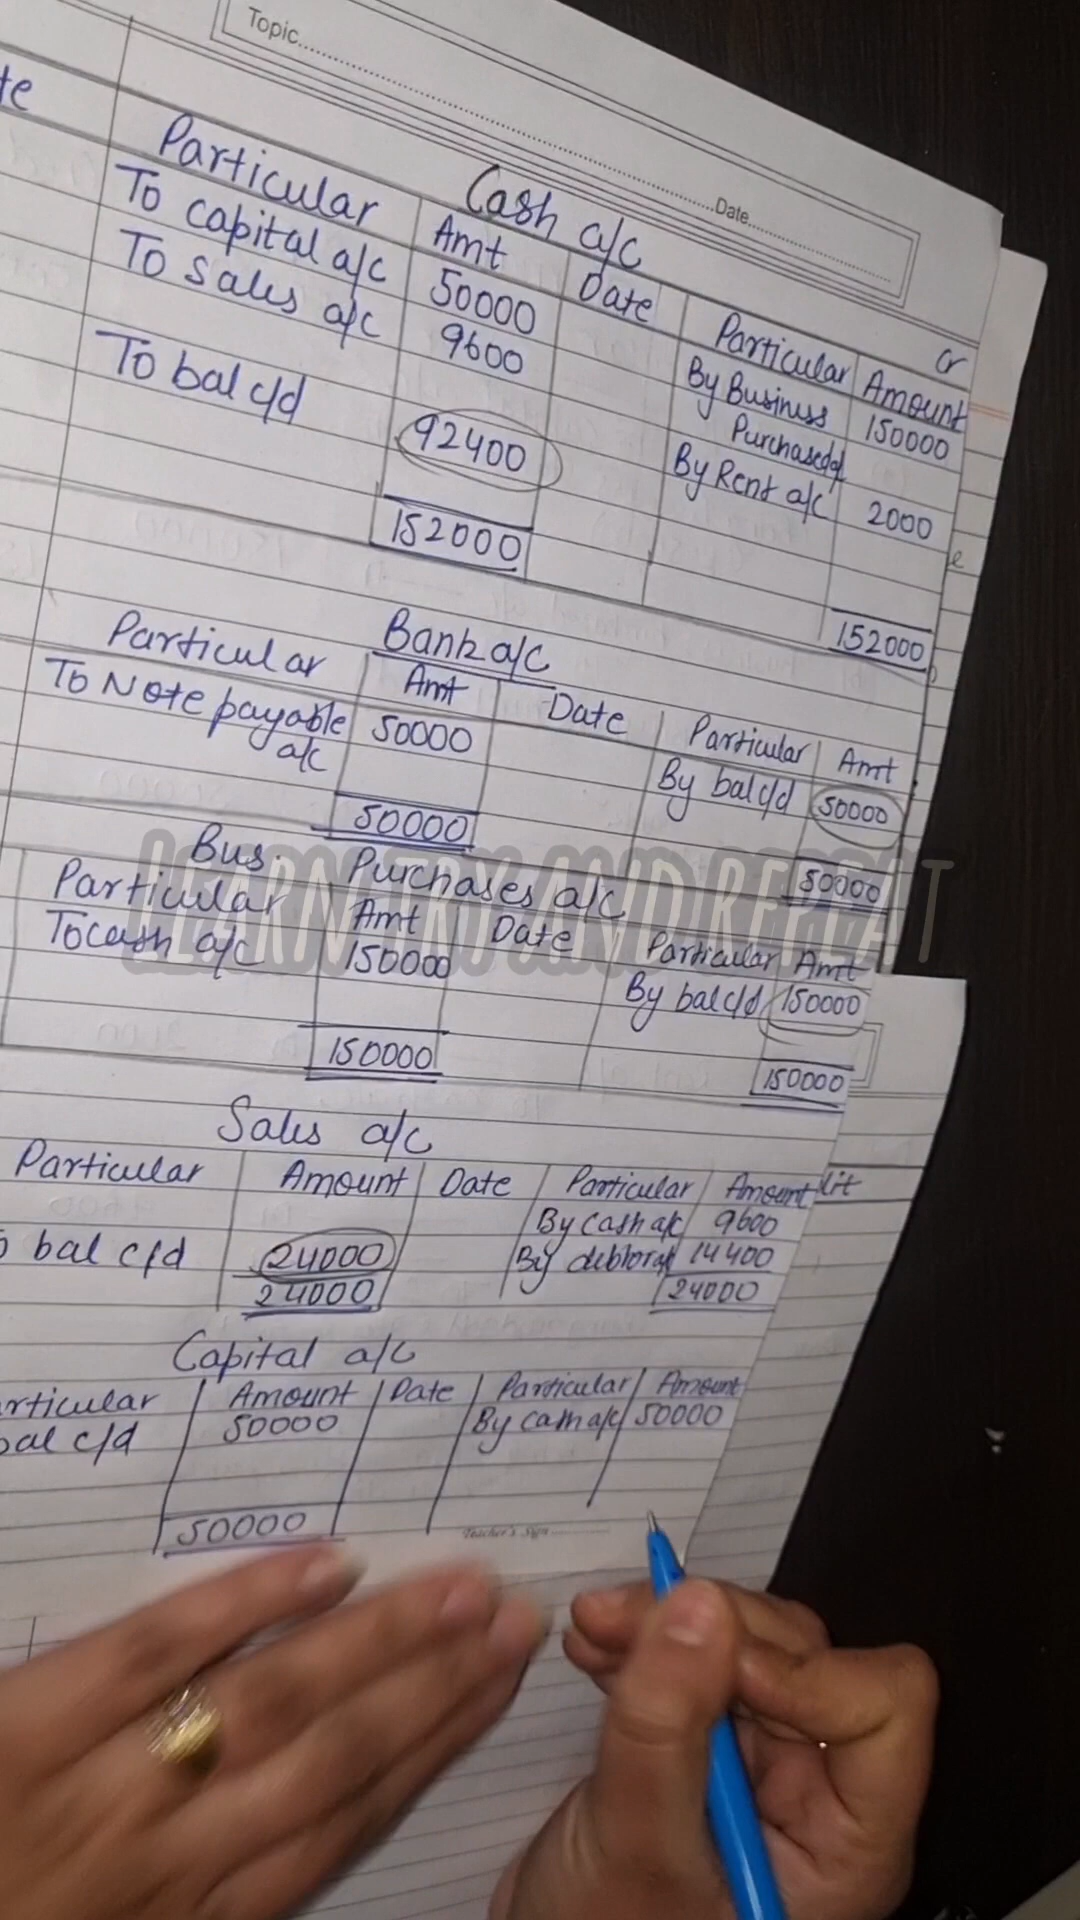 Topic
Date
Cash a/c
te Particular Amt Date Particular Amount cr
To capital a/c 50000 By Business 150000
Purchase a/c
To Sales a/c 9600 By Rent a/c 2000
To bal c/d 92400
152000 152000
Bank a/c
Particular Amt Date Particular Amt
To Note payable a/c 50000 By bal c/d 50000
50000 50000
Bus. Purchases a/c
LEARN TRY AND REPEAT
Particular Amt Date Particular Amt
To cash a/c 150000 By bal c/d 150000
150000 150000
Sales a/c
Particular Amount Date Particular Amount
By cash a/c 9600
bal c/d 24000 By debtor a/c 14400
24000 24000
Capital a/c
articular Amount Date Particular Amount
bal c/d 50000 By cash a/c 50000
50000
Teacher's Sign